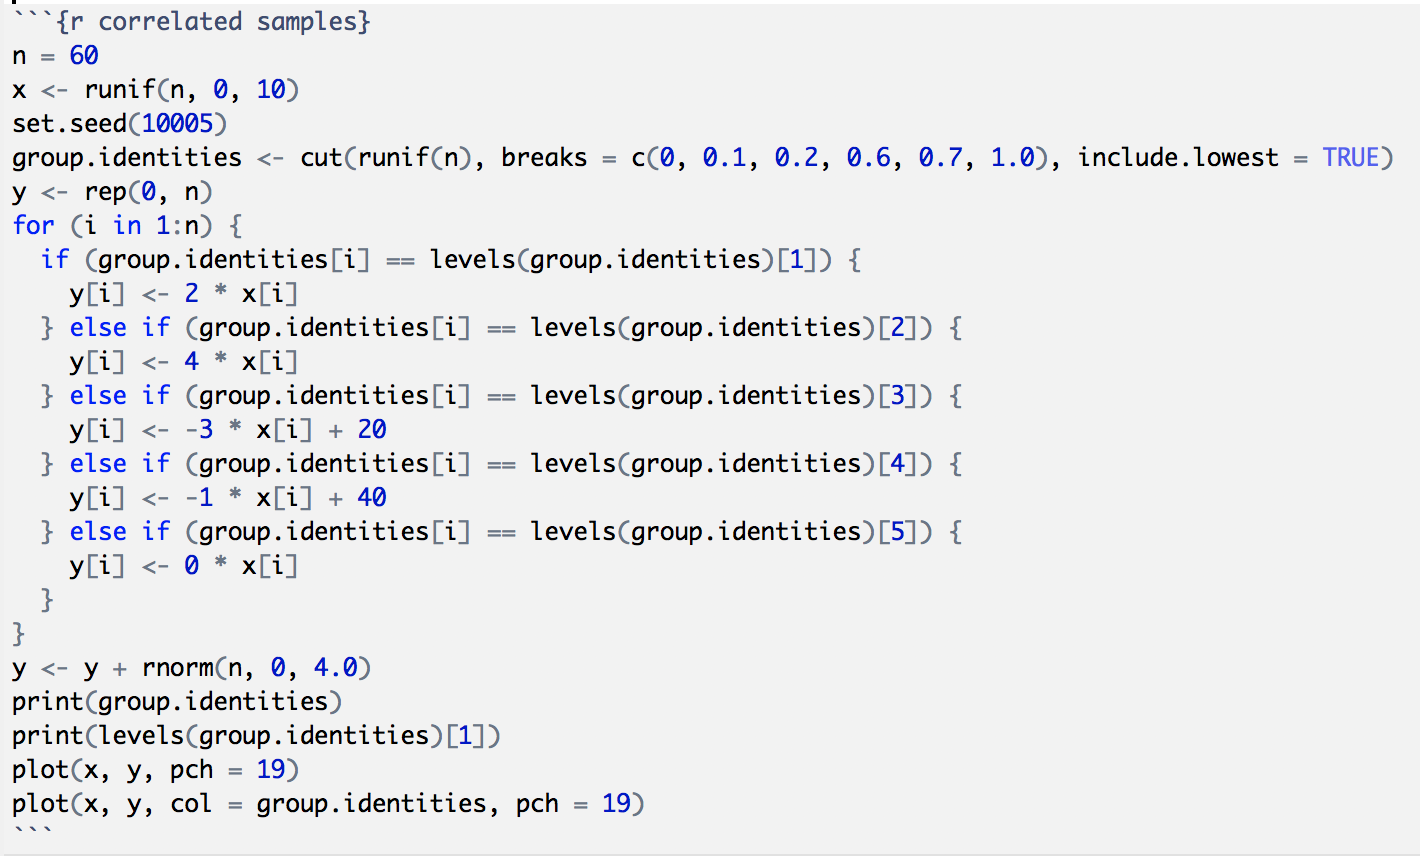 ```{r correlated samples}
n = 60
x <- runif(n, 0, 10)
set.seed(10005)
group.identities <- cut(runif(n), breaks = c(0, 0.1, 0.2, 0.6, 0.7, 1.0), include.lowest = TRUE)
y <- rep(0, n)
for (i in 1:n) {
  if (group.identities[i] == levels(group.identities)[1]) {
    y[i] <- 2 * x[i]
  } else if (group.identities[i] == levels(group.identities)[2]) {
    y[i] <- 4 * x[i]
  } else if (group.identities[i] == levels(group.identities)[3]) {
    y[i] <- -3 * x[i] + 20
  } else if (group.identities[i] == levels(group.identities)[4]) {
    y[i] <- -1 * x[i] + 40
  } else if (group.identities[i] == levels(group.identities)[5]) {
    y[i] <- 0 * x[i]
  }
}
y <- y + rnorm(n, 0, 4.0)
print(group.identities)
print(levels(group.identities)[1])
plot(x, y, pch = 19)
plot(x, y, col = group.identities, pch = 19)
```